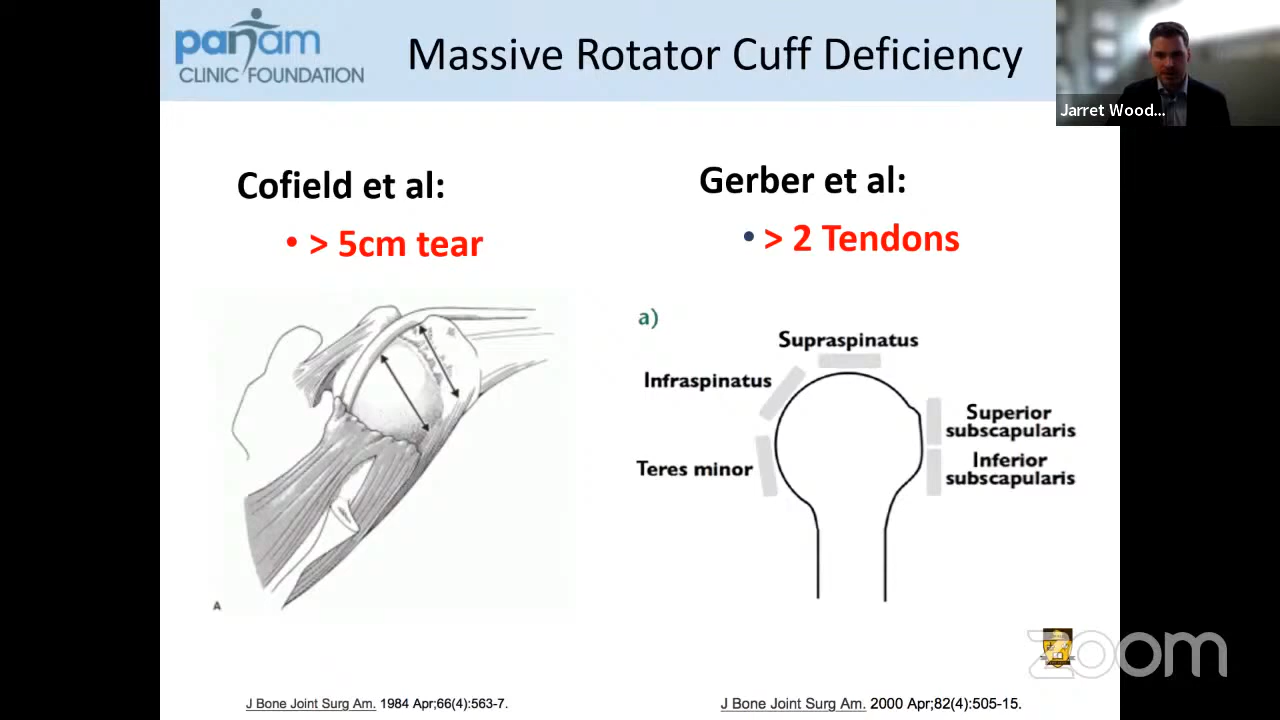 panam
CLINIC FOUNDATION
Massive Rotator Cuff Deficiency
Jarret Wood...
Cofield et al:
• > 5cm tear
Gerber et al:
• > 2 Tendons
a)
Supraspinatus
Infraspinatus
Superior
subscapularis
Teres minor
Inferior
subscapularis
A
zoom
J Bone Joint Surg Am. 1984 Apr;66(4):563-7.
J Bone Joint Surg Am. 2000 Apr;82(4):505-15.